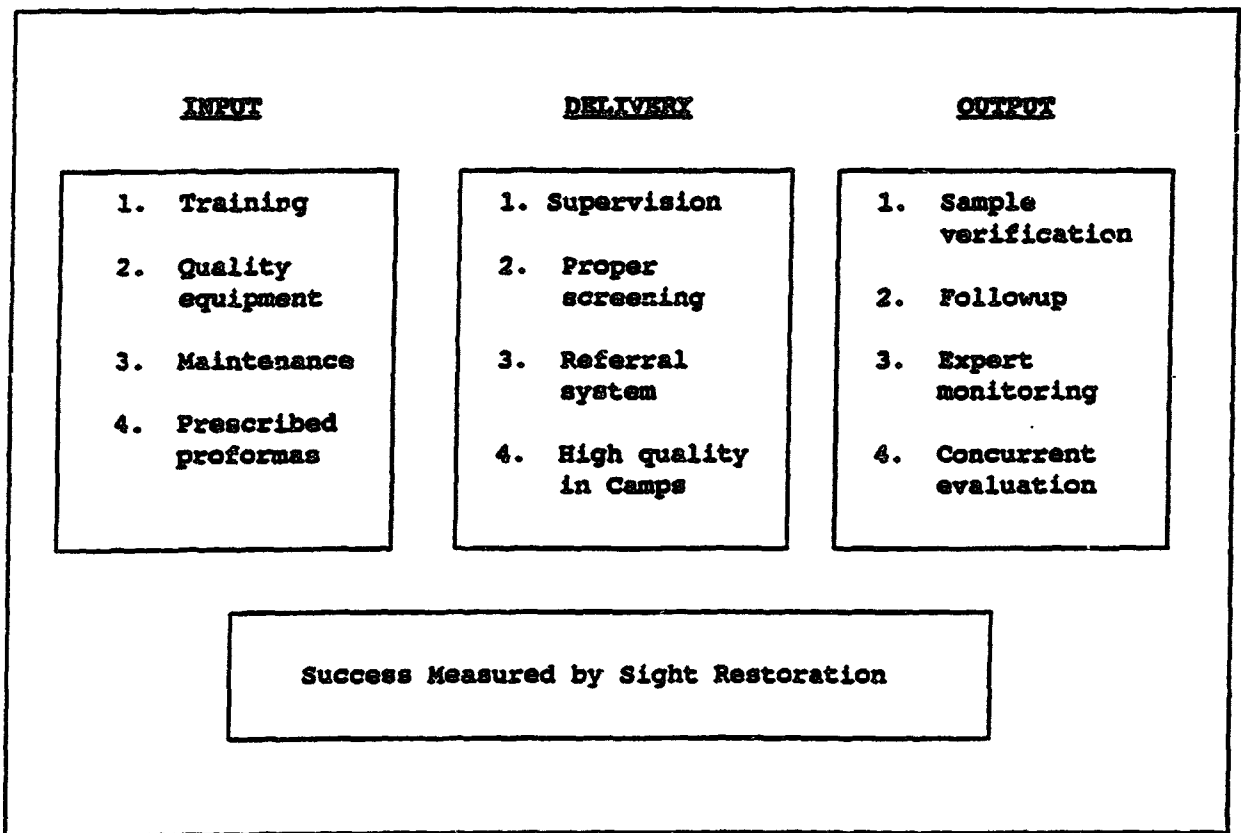 INPUT
1. Training
2. Quality
equipment
3. Maintenance
4. Prescribed
proformas
DELIVERY
1. Supervision
2. Proper
screening
3. Referral
system
4. High quality
in Camps
OUTPUT
1. Sample
verification
2. Followup
3. Expert
monitoring
4. Concurrent
evaluation
Success Measured by Sight Restoration